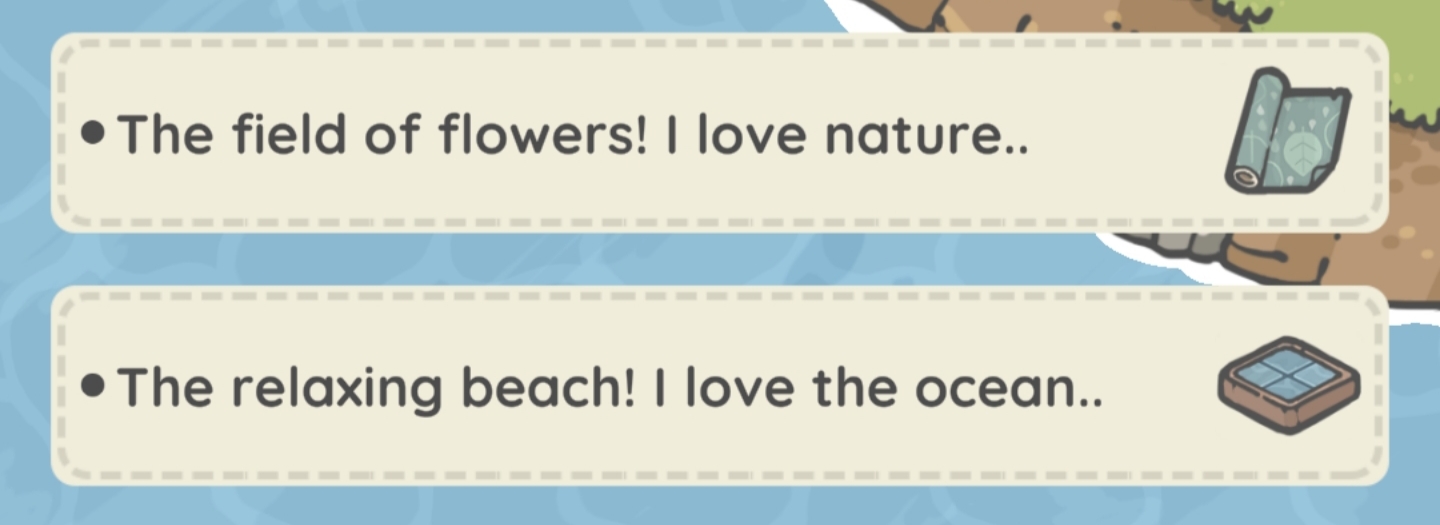 • The field of flowers! I love nature..
• The relaxing beach! I love the ocean..